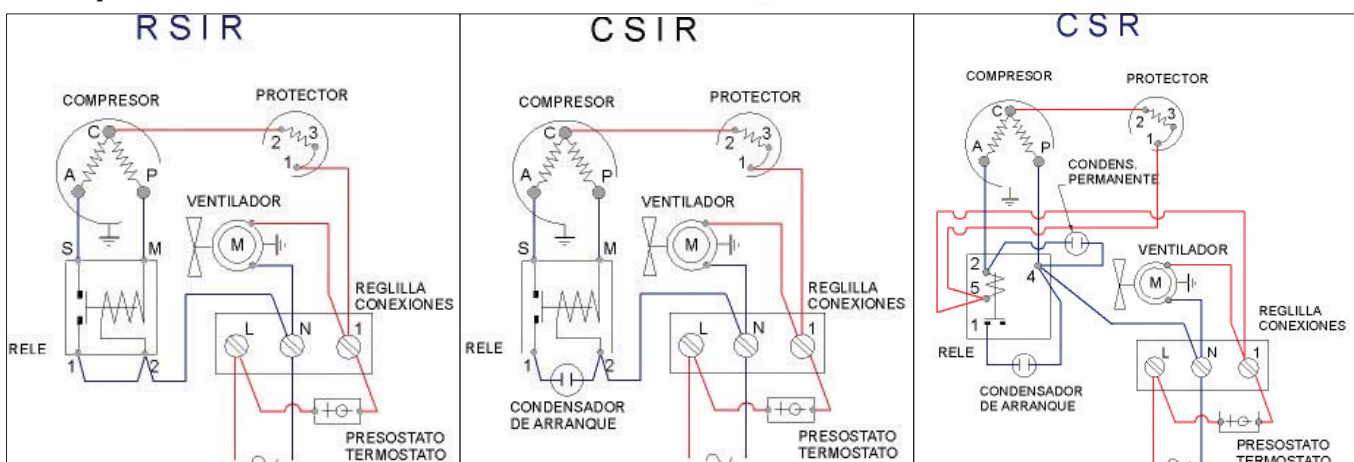 RSIR
COMPRESOR
PROTECTOR
C
2
3
1
A
P
VENTILADOR
M
S
M
REGLILLA
CONEXIONES
L
N
1
RELE
1
2
PRESOSTATO
TERMOSTATO
CSIR
COMPRESOR
PROTECTOR
C
2
3
1
A
P
VENTILADOR
M
S
M
REGLILLA
CONEXIONES
L
N
1
RELE
1
2
CONDENSADOR
DE ARRANQUE
PRESOSTATO
TERMOSTATO
CSR
COMPRESOR
PROTECTOR
C
2
3
1
A
P
CONDENS.
PERMANENTE
VENTILADOR
M
2
4
5
1
REGLILLA
CONEXIONES
RELE
L
N
1
CONDENSADOR
DE ARRANQUE
PRESOSTATO
TERMOSTATO